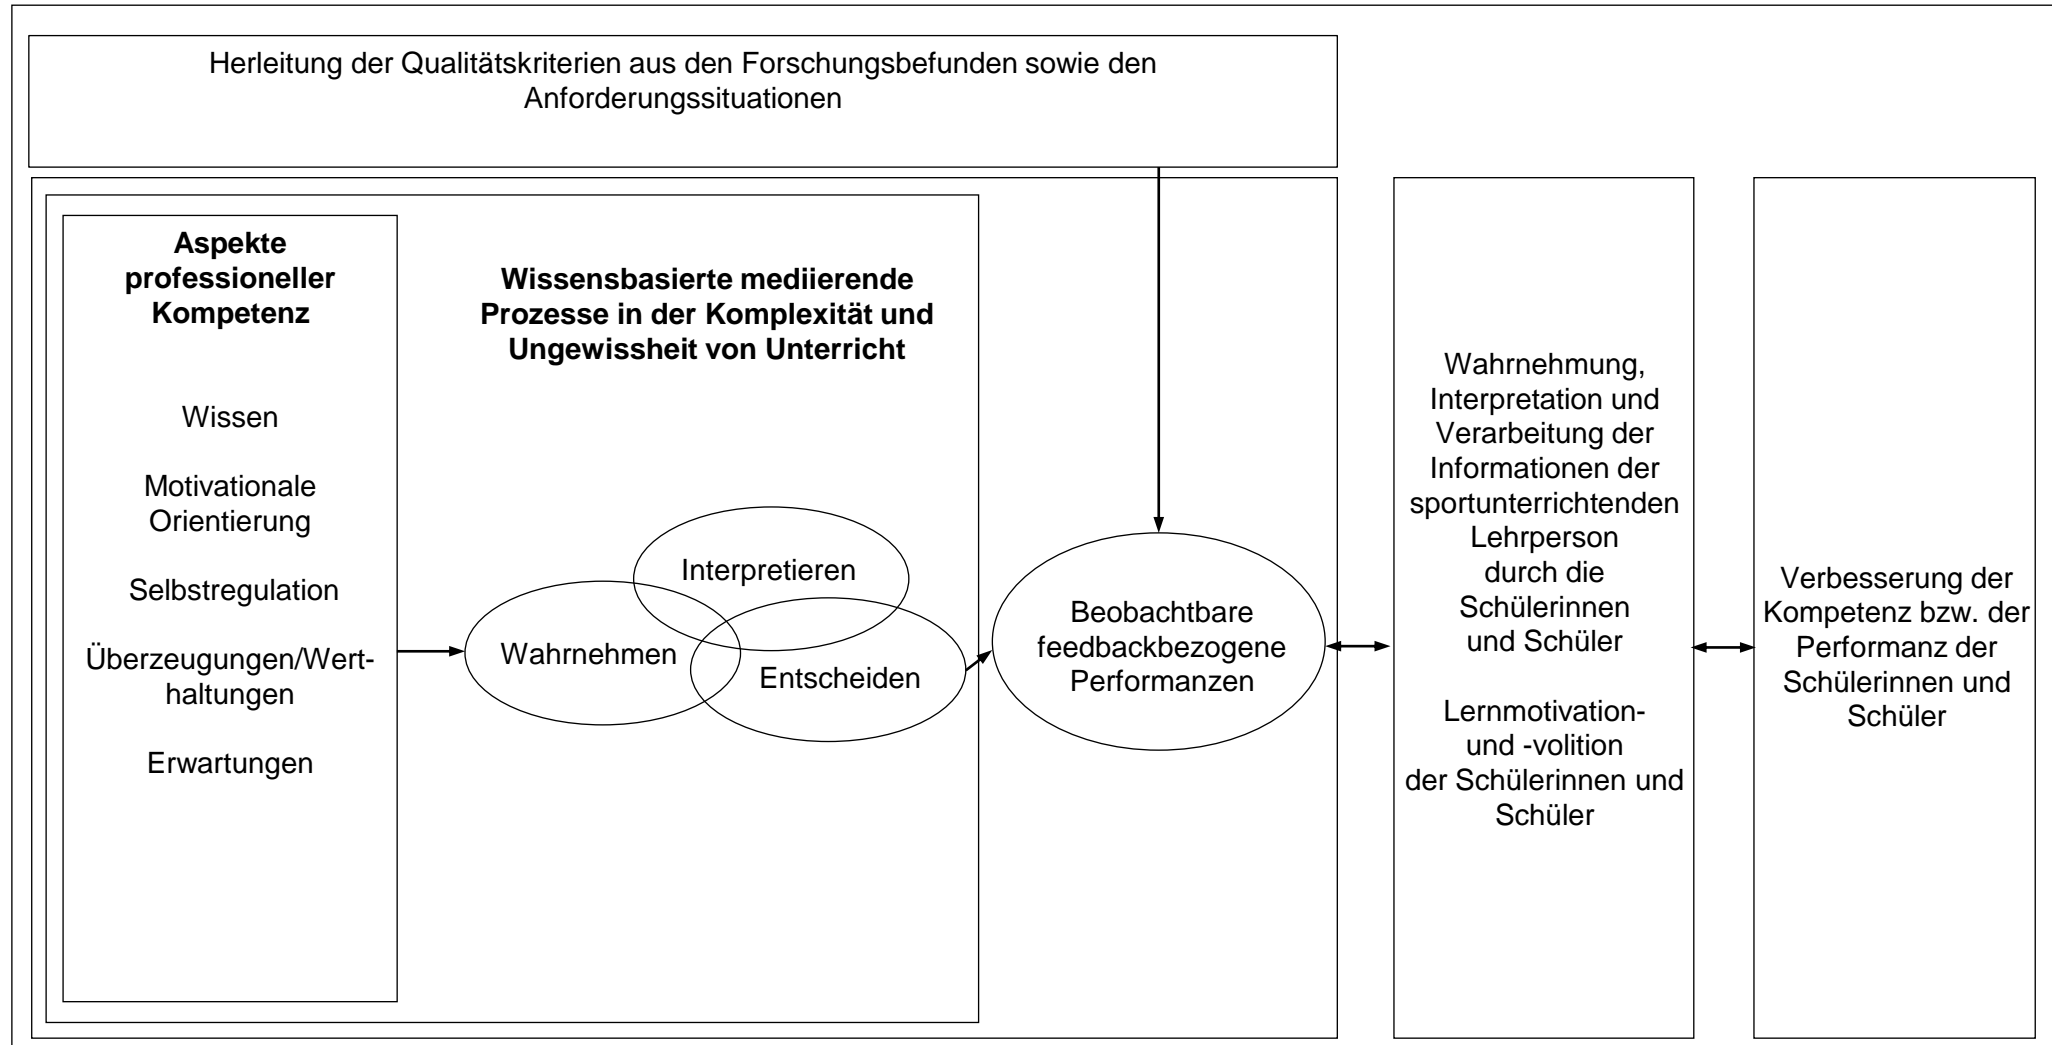 Herleitung der Qualitätskriterien aus den Forschungsbefunden sowie den
Anforderungssituationen
Aspekte
professioneller
Kompetenz
Wissen
Motivationale
Orientierung
Selbstregulation
Überzeugungen/Wert-
haltungen
Erwartungen
Wissensbasierte mediierende
Prozesse in der Komplexität und
Ungewissheit von Unterricht
Interpretieren
Wahrnehmen
Entscheiden
Beobachtbare
feedbackbezogene
Performanzen
Wahrnehmung,
Interpretation und
Verarbeitung der
Informationen der
sportunterrichtenden
Lehrperson
durch die
Schülerinnen
und Schüler
Lernmotivation-
und -volition
der Schülerinnen und
Schüler
Verbesserung der
Kompetenz bzw. der
Performanz der
Schülerinnen und
Schüler